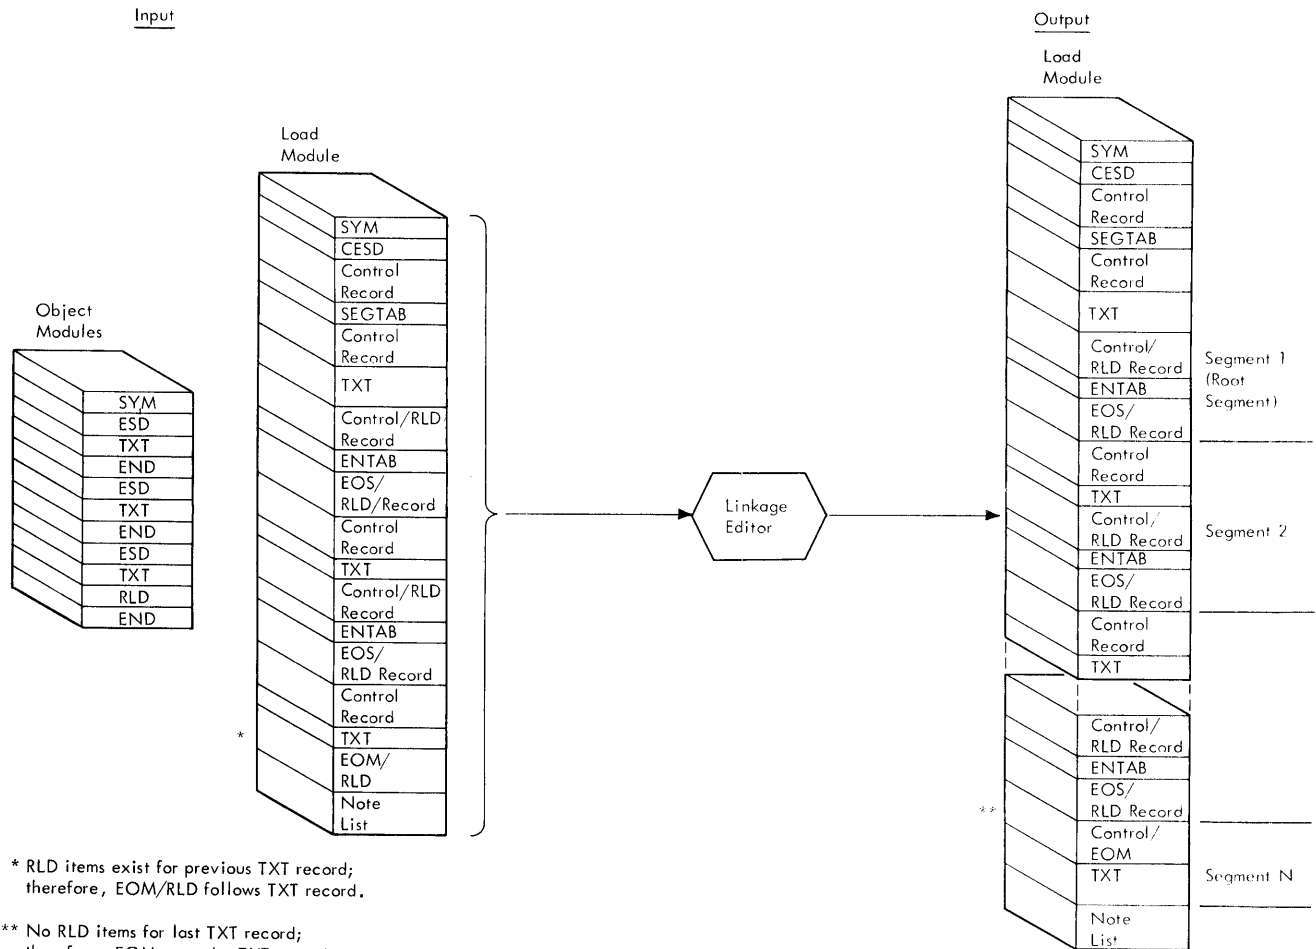 Input
Output
Load
Module
SYM
CESD
Control
Record
SEGTAB
Control
Record
TXT
Control/
RLD Record
ENTAB
EOS/
RLD Record
Control
Record
TXT
Control/
RLD Record
ENTAB
EOS/
RLD Record
Control
Record
TXT
Control/
RLD Record
ENTAB
EOS/
RLD Record
Control/
EOM
TXT
Note
List
Segment 1
(Root
Segment)
Segment 2
Segment N
**
Load
Module
SYM
CESD
Control
Record
SEGTAB
Control
Record
TXT
Control/RLD
Record
ENTAB
EOS/
RLD/Record
Control
Record
TXT
Control/RLD
Record
ENTAB
EOS/
RLD Record
Control
Record
TXT
EOM/
RLD
Note
List
*
Object
Modules
SYM
ESD
TXT
END
ESD
TXT
END
ESD
TXT
RLD
END
Linkage
Editor
* RLD items exist for previous TXT record;
therefore, EOM/RLD follows TXT record.
** No RLD items for last TXT record;